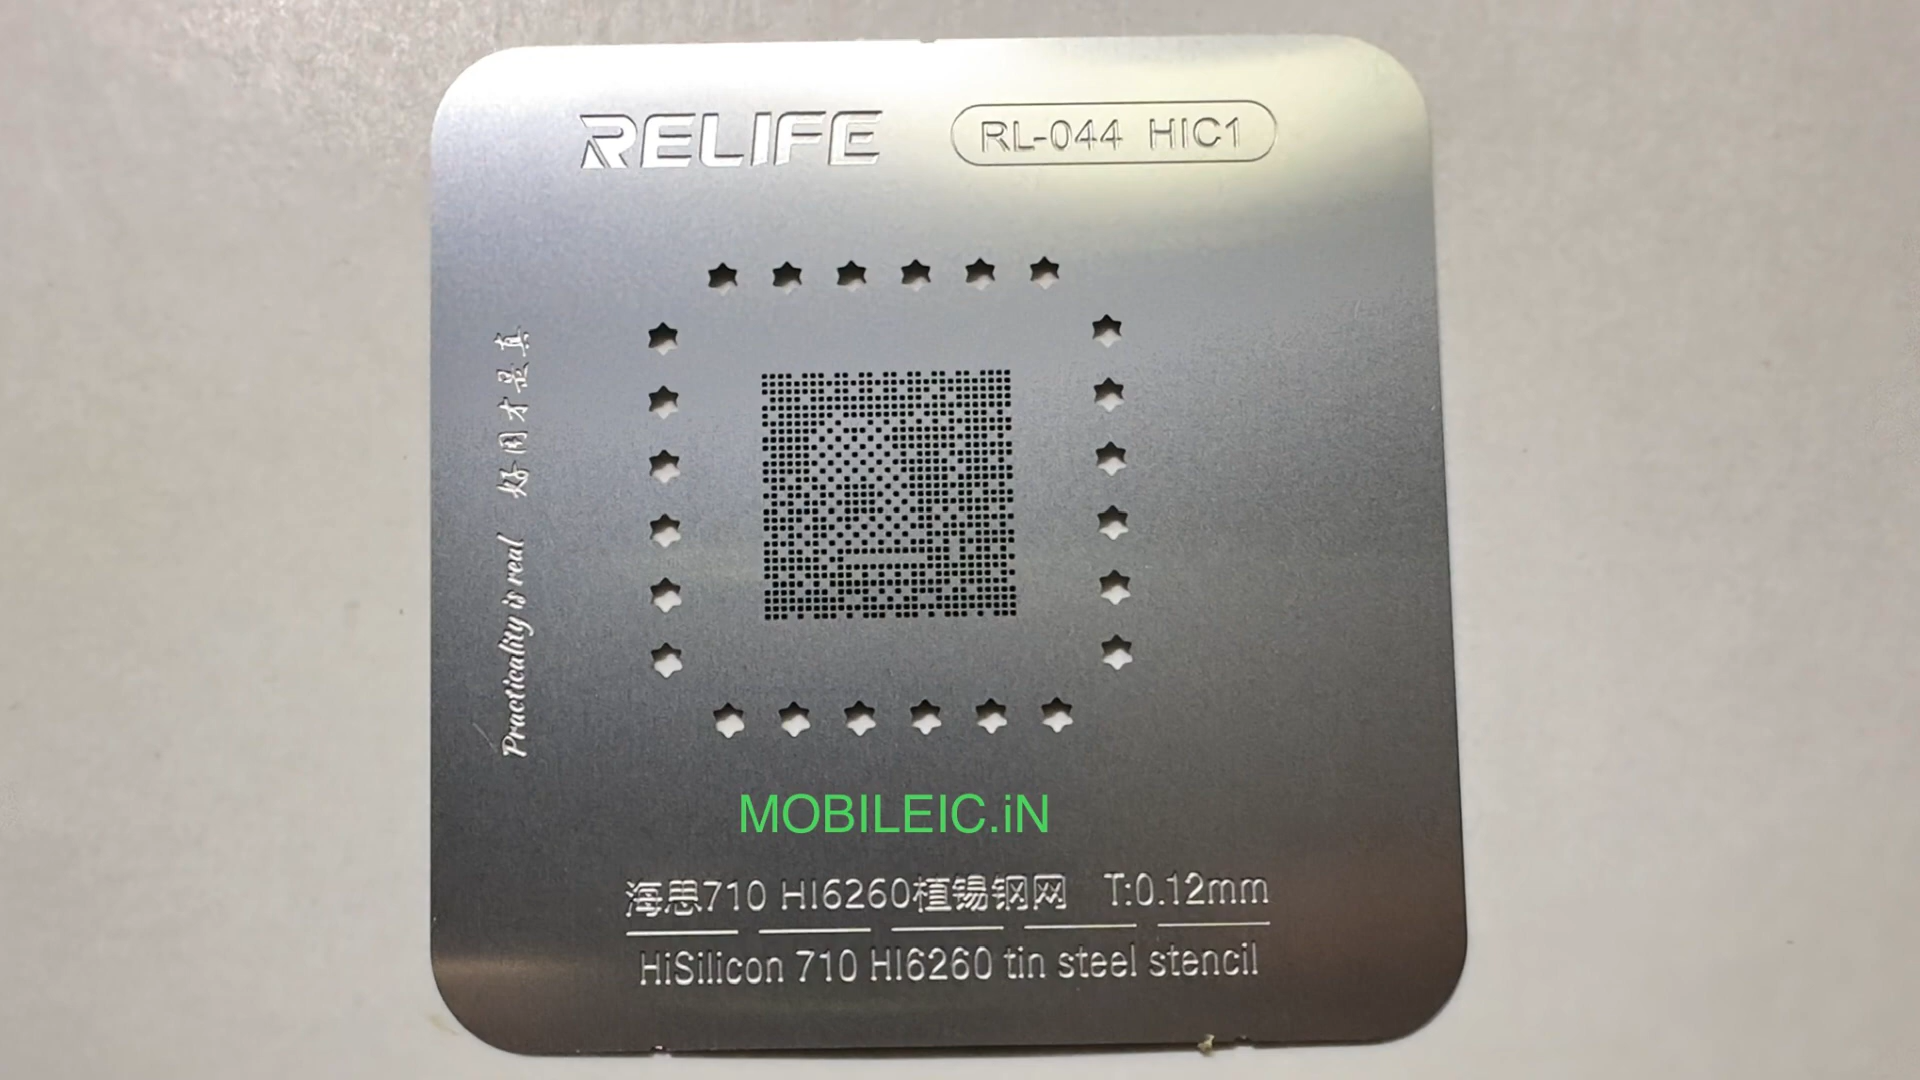 RELIFE
RL-044 HIC1
Practicality is real 好用才是真
MOBILEIC.iN
海思710 HI6260植锡钢网 T:0.12mm
HiSilicon 710 HI6260 tin steel stencil